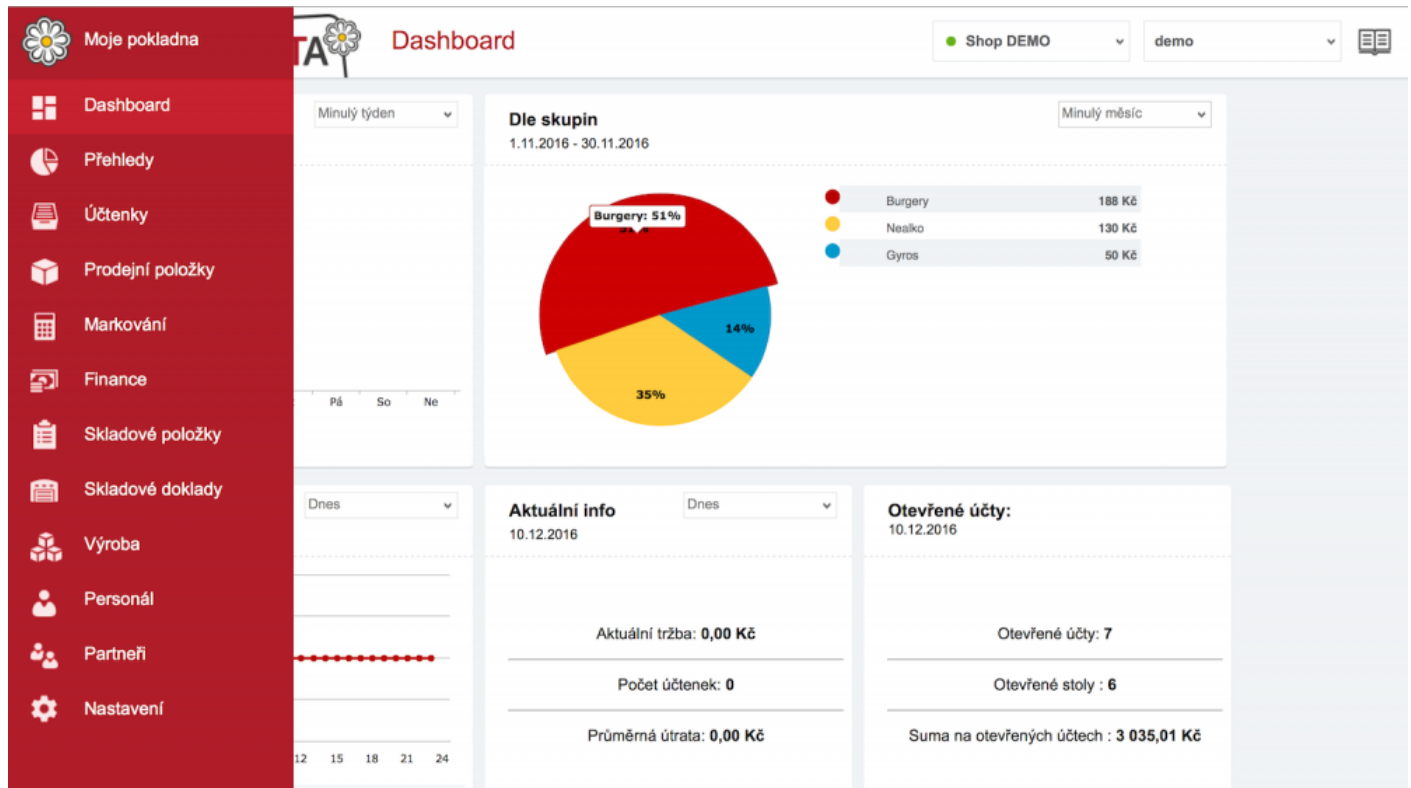 Moje pokladna
TA
Dashboard
Shop DEMO
demo
Dashboard
Přehledy
Účtenky
Prodejní položky
Markování
Finance
Skladové položky
Skladové doklady
Výroba
Personál
Partneři
Nastavení
Minulý týden
Pá So Ne
Dle skupin
1.11.2016 - 30.11.2016
Minulý měsíc
Burgery: 51%
14%
35%
Burgery 188 Kč
Nealko 130 Kč
Gyros 50 Kč
Dnes
12 15 18 21 24
Aktuální info
10.12.2016
Dnes
Aktuální tržba: 0,00 Kč
Počet účtenek: 0
Průměrná útrata: 0,00 Kč
Otevřené účty:
10.12.2016
Otevřené účty: 7
Otevřené stoly : 6
Suma na otevřených účtech : 3 035,01 Kč